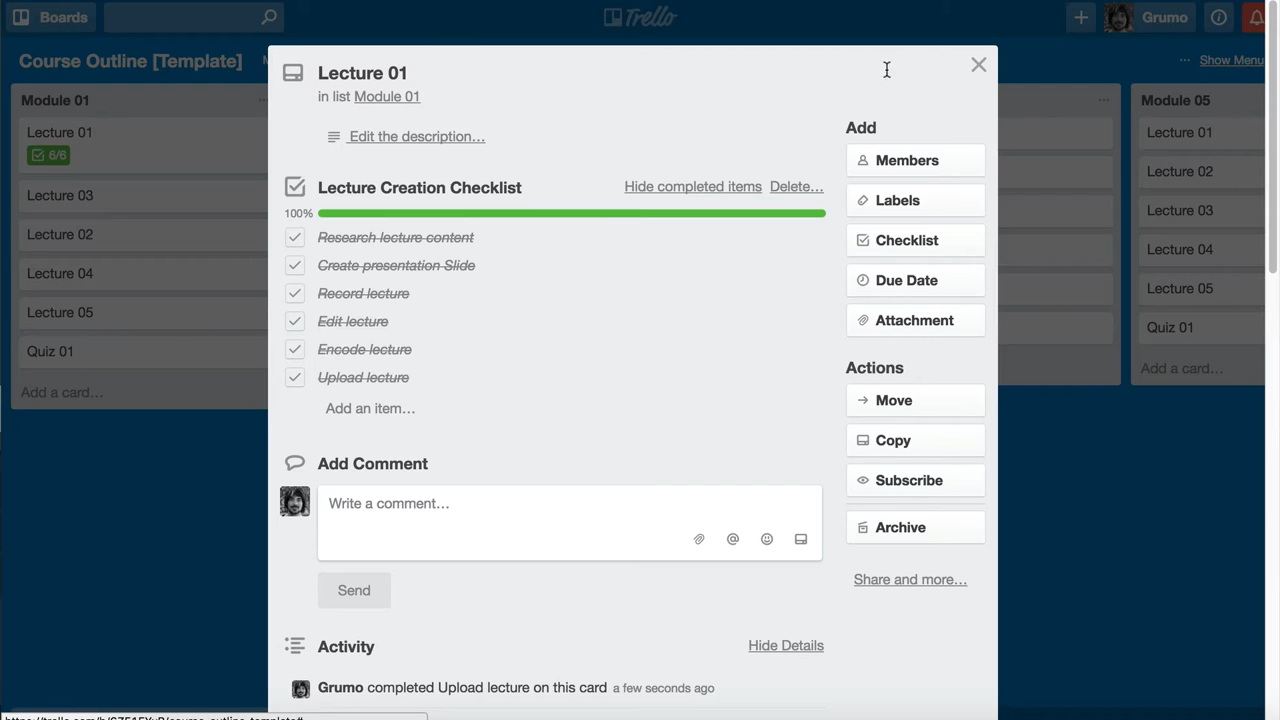 Boards
Trello
Grumo
Course Outline [Template]
Show Menu
Module 01
Lecture 01
6/6
Lecture 03
Lecture 02
Lecture 04
Lecture 05
Quiz 01
Add a card…
Lecture 01
in list Module 01
Edit the description…
Lecture Creation Checklist
Hide completed items
Delete…
100%
Research lecture content
Create presentation Slide
Record lecture
Edit lecture
Encode lecture
Upload lecture
Add an item…
Add Comment
Write a comment…
Send
Activity
Hide Details
Grumo completed Upload lecture on this card a few seconds ago
Add
Members
Labels
Checklist
Due Date
Attachment
Actions
Move
Copy
Subscribe
Archive
Share and more…
Module 05
Lecture 01
Lecture 02
Lecture 03
Lecture 04
Lecture 05
Quiz 01
Add a card…